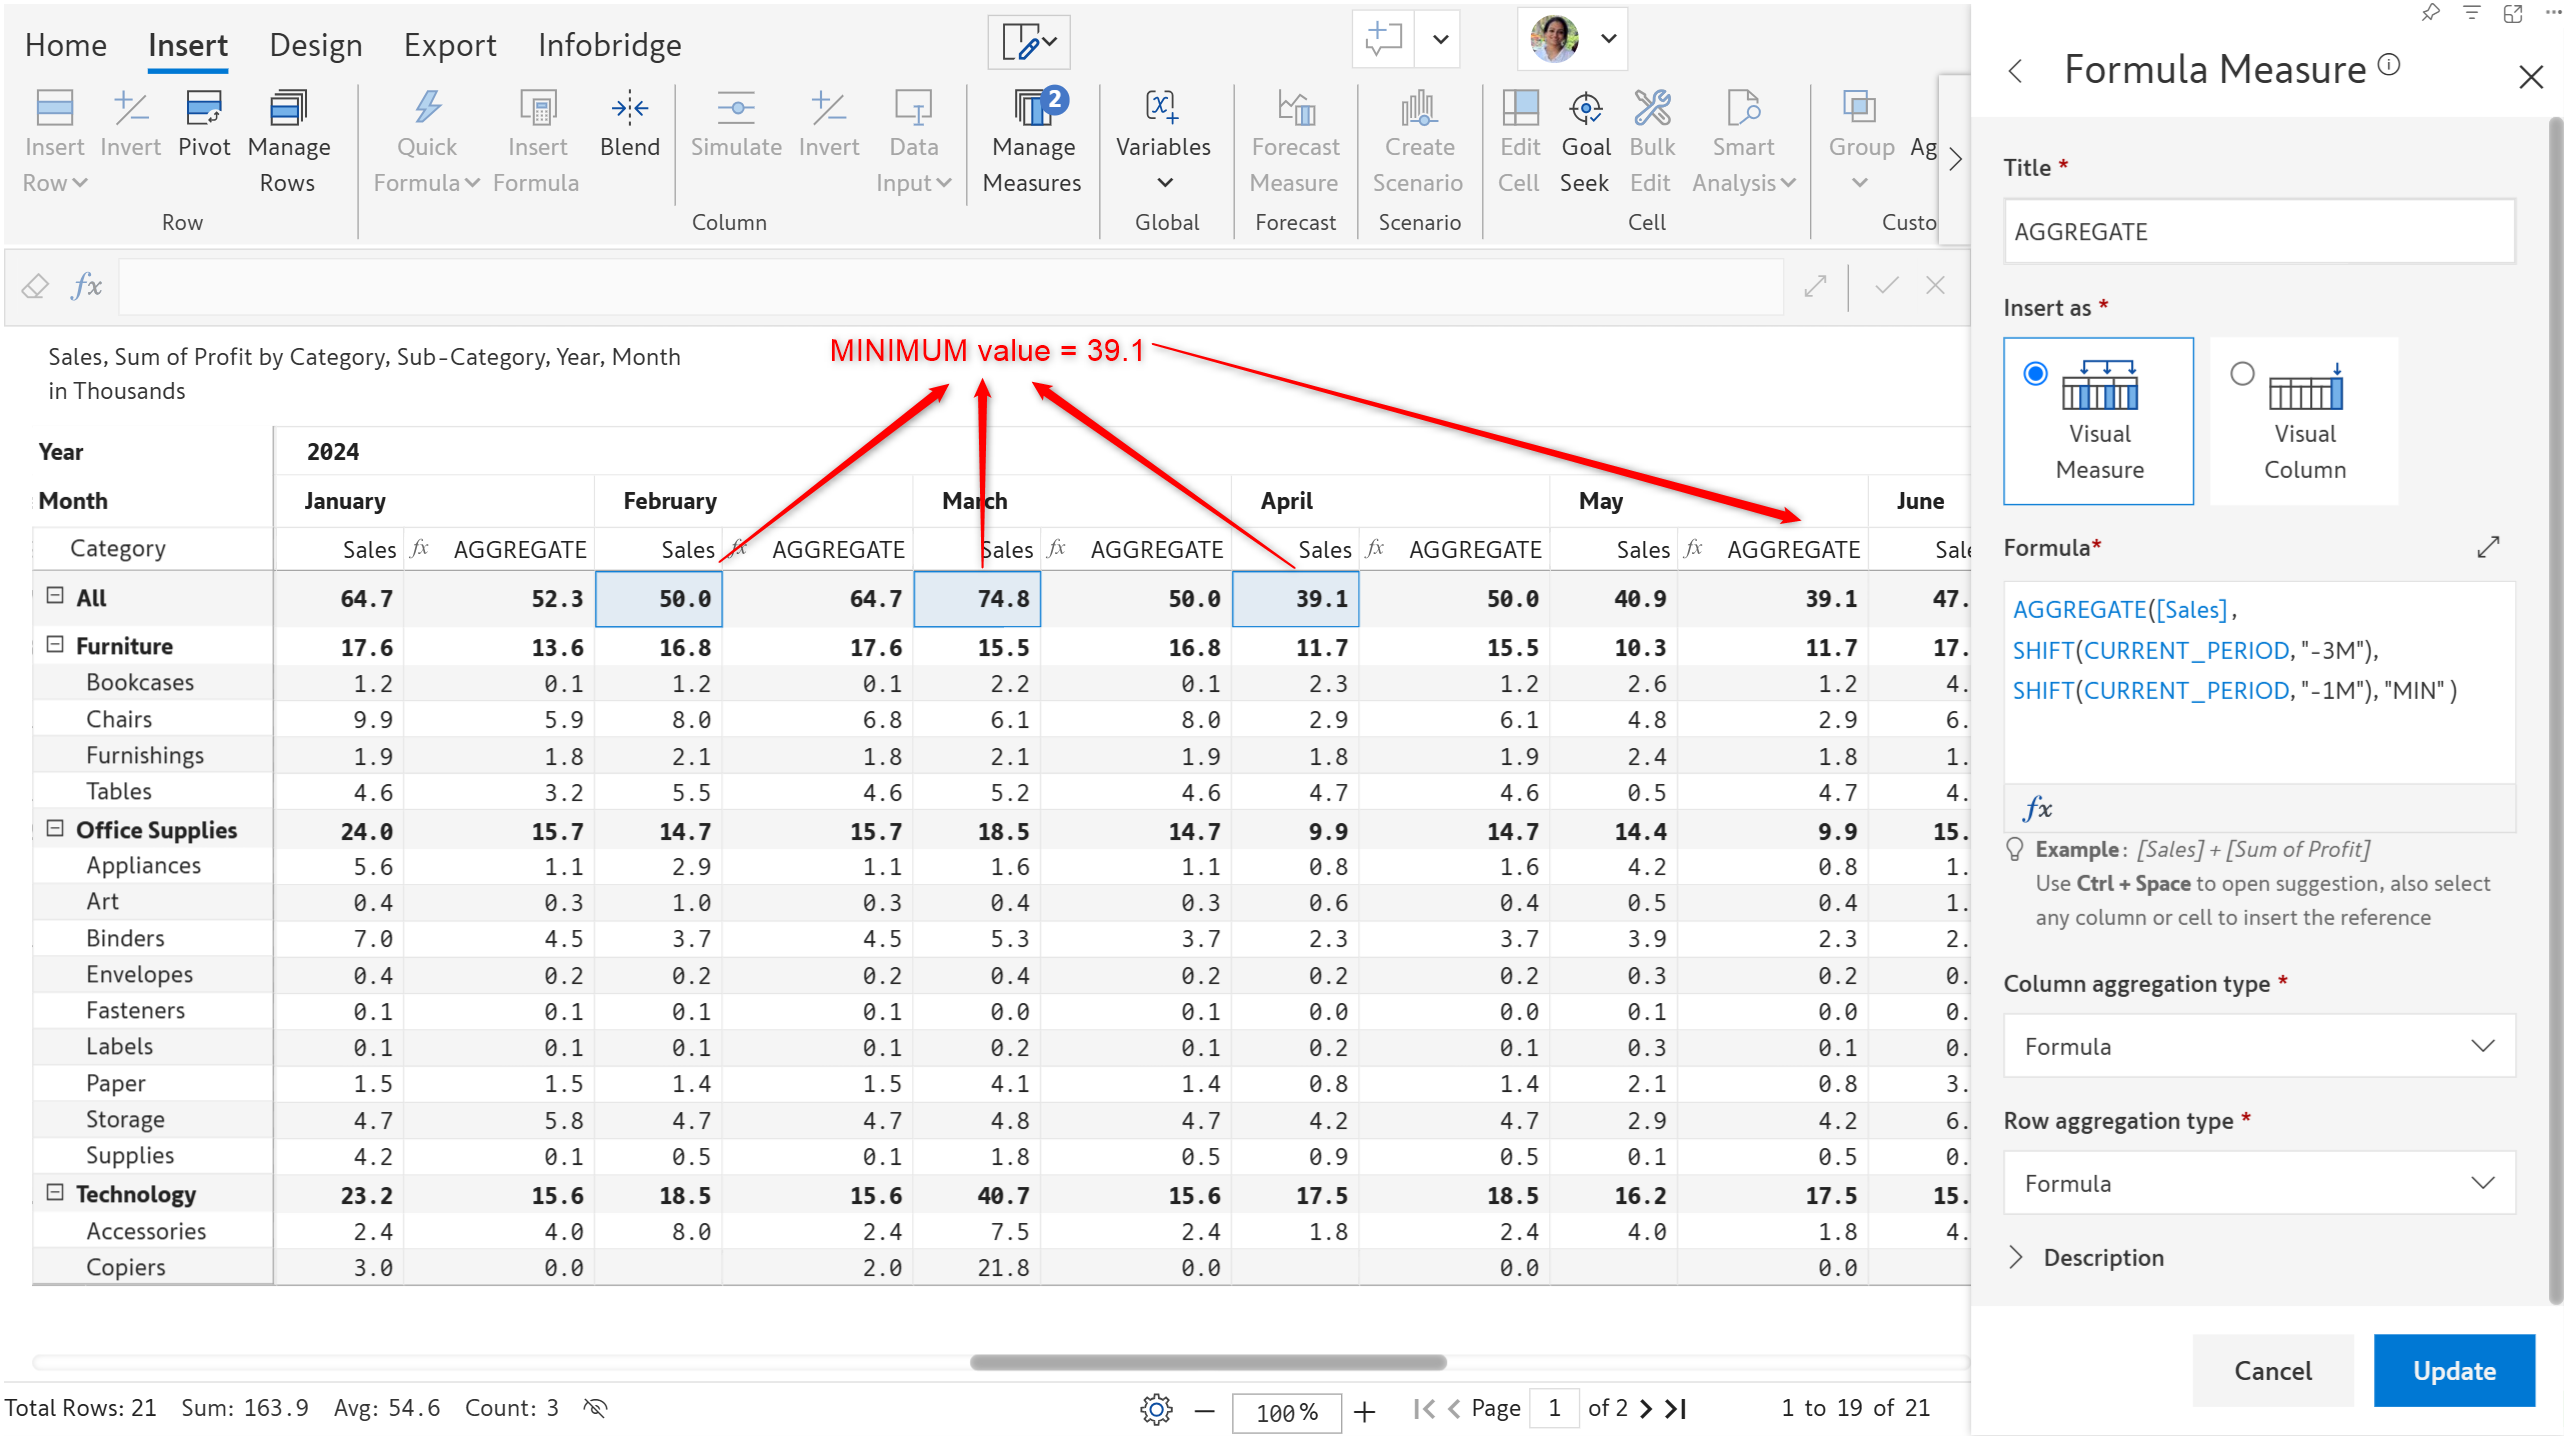 Home Insert Design Export Infobridge
Insert Row Invert Pivot Manage Rows Quick Formula Insert Formula Blend Simulate Invert Data Input Manage Measures 2 Variables Forecast Measure Create Scenario Edit Cell Goal Seek Bulk Edit Smart Analysis Group Ag
Row Column Global Forecast Scenario Cell Custo
fx
Sales, Sum of Profit by Category, Sub-Category, Year, Month
in Thousands
MINIMUM value = 39.1
Year 2024
Month January February March April May June
Category Sales fx AGGREGATE Sales fx AGGREGATE Sales fx AGGREGATE Sales fx AGGREGATE Sales fx AGGREGATE Sale
All 64.7 52.3 50.0 64.7 74.8 50.0 39.1 50.0 40.9 39.1 47.
Furniture 17.6 13.6 16.8 17.6 15.5 16.8 11.7 15.5 10.3 11.7 17.
Bookcases 1.2 0.1 1.2 0.1 2.2 0.1 2.3 1.2 2.6 1.2 4.
Chairs 9.9 5.9 8.0 6.8 6.1 8.0 2.9 6.1 4.8 2.9 6.
Furnishings 1.9 1.8 2.1 1.8 2.1 1.9 1.8 1.9 2.4 1.8 1.
Tables 4.6 3.2 5.5 4.6 5.2 4.6 4.7 4.6 0.5 4.7 4.
Office Supplies 24.0 15.7 14.7 15.7 18.5 14.7 9.9 14.7 14.4 9.9 15.
Appliances 5.6 1.1 2.9 1.1 1.6 1.1 0.8 1.6 4.2 0.8 1.
Art 0.4 0.3 1.0 0.3 0.4 0.3 0.6 0.4 0.5 0.4 1.
Binders 7.0 4.5 3.7 4.5 5.3 3.7 2.3 3.7 3.9 2.3 2.
Envelopes 0.4 0.2 0.2 0.2 0.4 0.2 0.2 0.2 0.3 0.2 0.
Fasteners 0.1 0.1 0.1 0.1 0.0 0.1 0.0 0.0 0.1 0.0 0.
Labels 0.1 0.1 0.1 0.1 0.2 0.1 0.2 0.1 0.3 0.1 0.
Paper 1.5 1.5 1.4 1.5 4.1 1.4 0.8 1.4 2.1 0.8 3.
Storage 4.7 5.8 4.7 4.7 4.8 4.7 4.2 4.7 2.9 4.2 6.
Supplies 4.2 0.1 0.5 0.1 1.8 0.5 0.9 0.5 0.1 0.5 0.
Technology 23.2 15.6 18.5 15.6 40.7 15.6 17.5 18.5 16.2 17.5 15.
Accessories 2.4 4.0 8.0 2.4 7.5 2.4 1.8 2.4 4.0 1.8 4.
Copiers 3.0 0.0 2.0 21.8 0.0 0.0 0.0
Total Rows: 21 Sum: 163.9 Avg: 54.6 Count: 3 100% Page 1 of 2 1 to 19 of 21
Formula Measure
Title *
AGGREGATE
Insert as *
Visual Measure
Visual Column
Formula*
AGGREGATE([Sales],
SHIFT(CURRENT_PERIOD, "-3M"),
SHIFT(CURRENT_PERIOD, "-1M"), "MIN" )
fx
Example: [Sales] + [Sum of Profit]
Use Ctrl + Space to open suggestion, also select
any column or cell to insert the reference
Column aggregation type *
Formula
Row aggregation type *
Formula
Description
Cancel Update